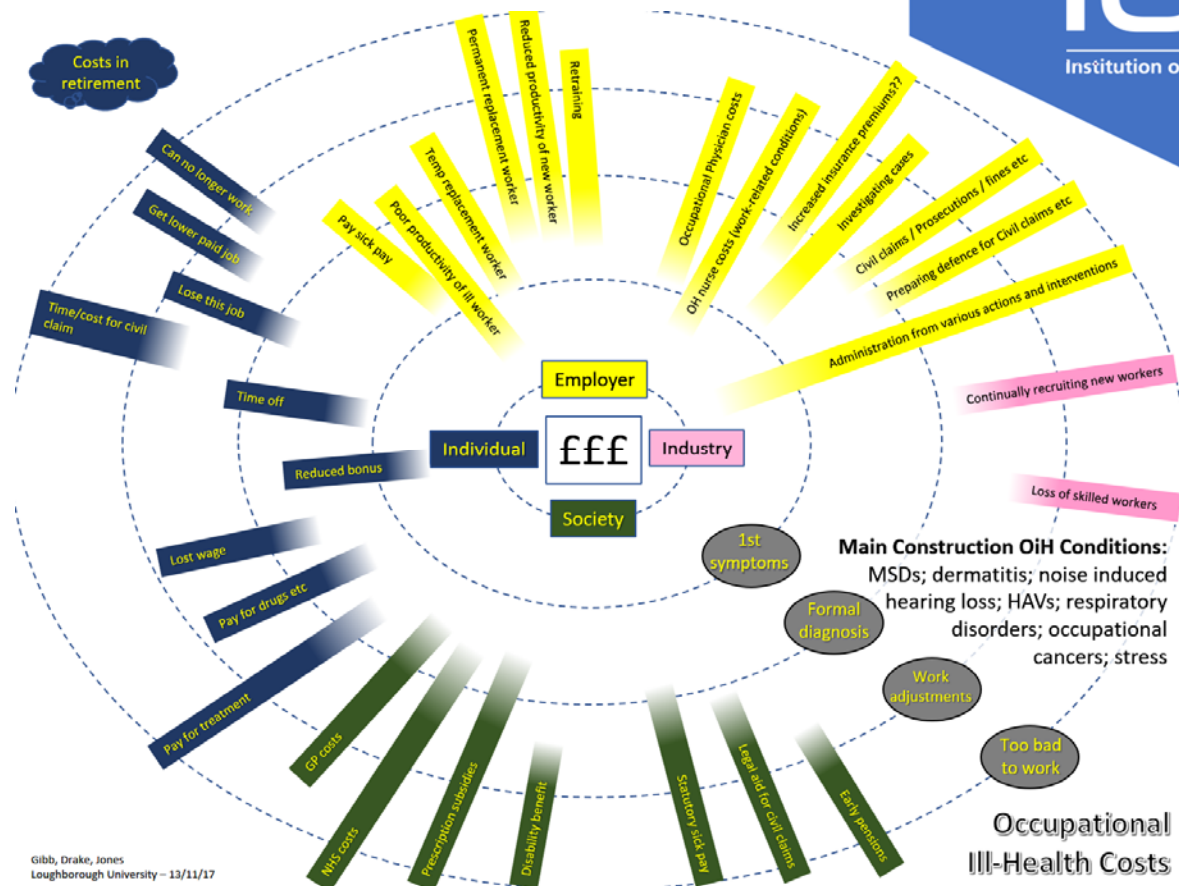 Institution o
Costs in
retirement
Can no longer work
Get lower paid job
Lose this job
Time/cost for civil
claim
Time off
Reduced bonus
Lost wage
Pay for drugs etc
Pay for treatment
Pay sick pay
Poor productivity of ill worker
Temp replacement worker
Permanent replacement worker
Reduced productivity of new worker
Retraining
Occupational Physician costs
OH nurse costs (work-related conditions)
Increased insurance premiums??
Investigating cases
Civil claims / Prosecutions / fines etc
Preparing defence for Civil claims etc
Administration from various actions and interventions
Continually recruiting new workers
Loss of skilled workers
Employer
Individual
£££
Industry
Society
1st
symptoms
Formal
diagnosis
Work
adjustments
Too bad
to work
Main Construction OiH Conditions:
MSDs; dermatitis; noise induced
hearing loss; HAVs; respiratory
disorders; occupational
cancers; stress
GP costs
NHS costs
Prescription subsidies
Disability benefit
Statutory sick pay
Legal aid for civil claims
Early pensions
Occupational
Ill-Health Costs
Gibb, Drake, Jones
Loughborough University – 13/11/17